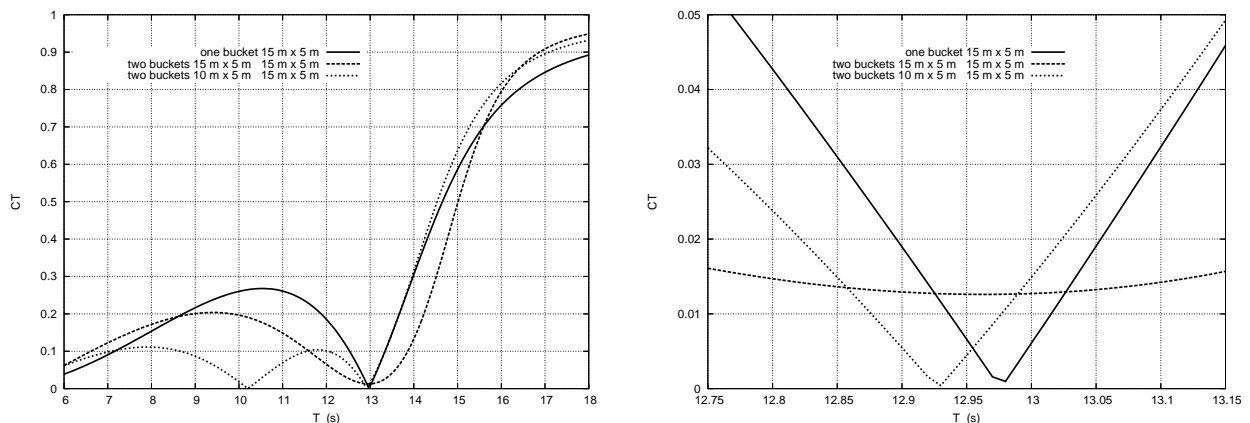 1
0.9
0.8
0.7
0.6
0.5
0.4
0.3
0.2
0.1
0
CT
6 7 8 9 10 11 12 13 14 15 16 17 18
T (s)
one bucket 15 m x 5 m
two buckets 15 m x 5 m 15 m x 5 m
two buckets 10 m x 5 m 15 m x 5 m
0.05
0.04
0.03
0.02
0.01
0
CT
12.75 12.8 12.85 12.9 12.95 13 13.05 13.1 13.15
T (s)
one bucket 15 m x 5 m
two buckets 15 m x 5 m 15 m x 5 m
two buckets 10 m x 5 m 15 m x 5 m